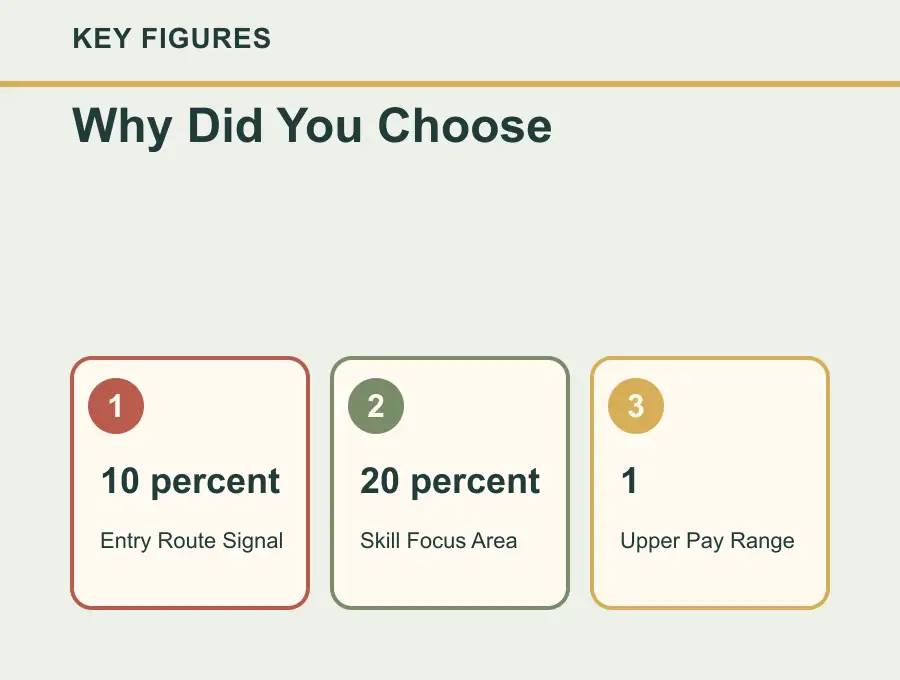 KEY FIGURES
Why Did You Choose
1
10 percent
Entry Route Signal
2
20 percent
Skill Focus Area
3
1
Upper Pay Range